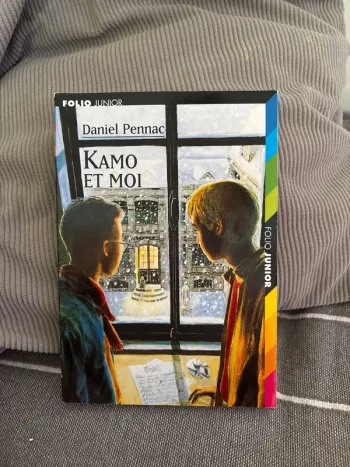 FOLIO JUNIOR
Daniel Pennac
KAMO
ET MOI
FOLIO JUNIOR